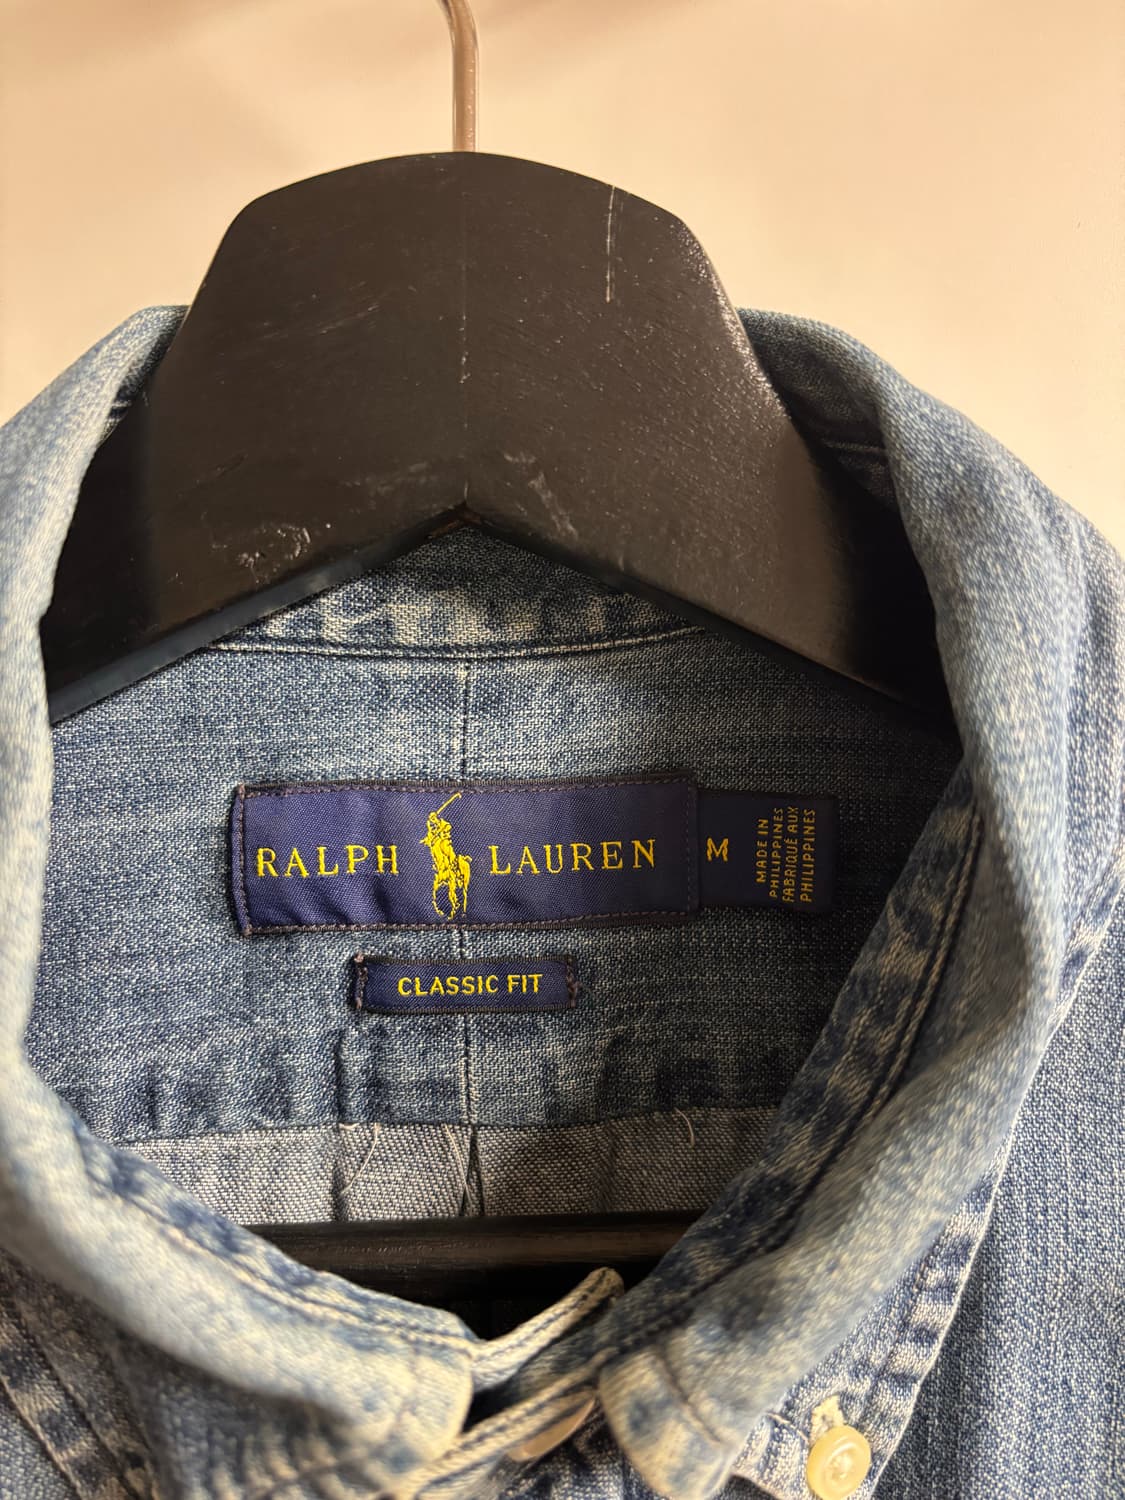 RALPH LAUREN
M
MADE IN
PHILIPPINES
FABRIQUÉ AUX
PHILIPPINES
CLASSIC FIT